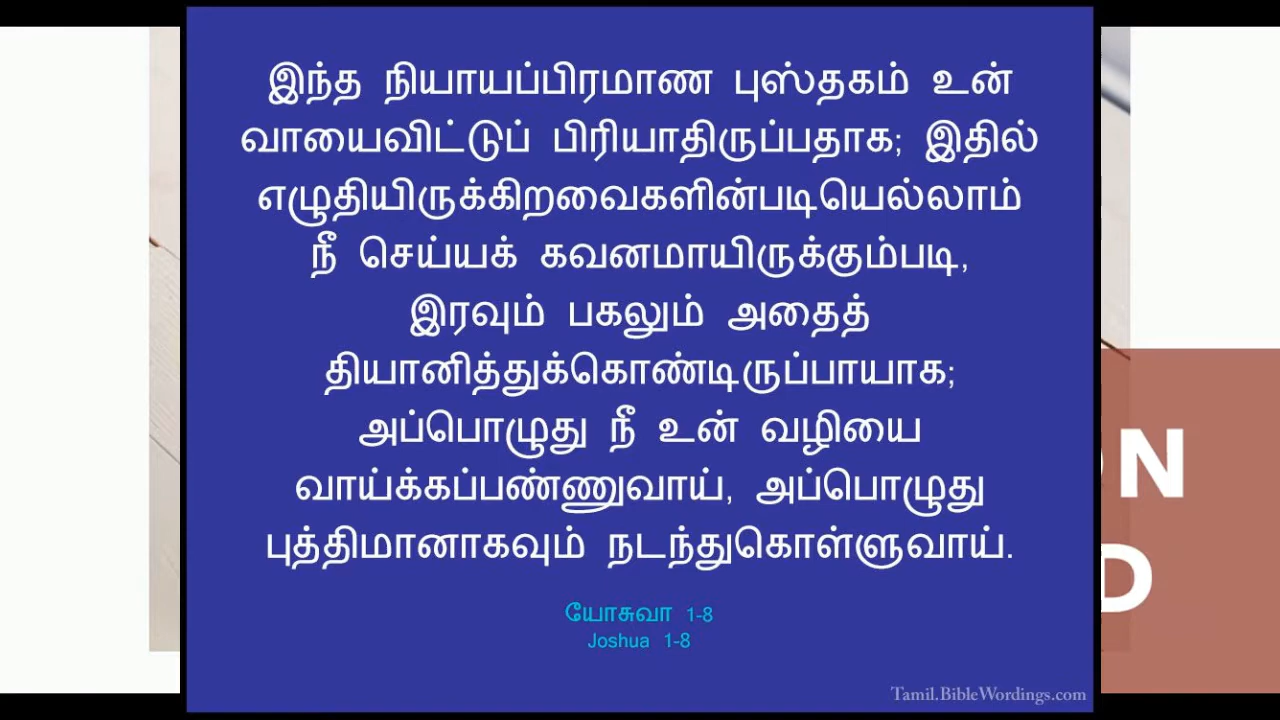 இந்த நியாயப்பிரமாண புஸ்தகம் உன்
வாயைவிட்டுப் பிரியாதிருப்பதாக; இதில்
எழுதியிருக்கிறவைகளின்படியெல்லாம்
நீ செய்யக் கவனமாயிருக்கும்படி,
இரவும் பகலும் அதைத்
தியானித்துக்கொண்டிருப்பாயாக;
அப்பொழுது நீ உன் வழியை
வாய்க்கப்பண்ணுவாய், அப்பொழுது
புத்திமானாகவும் நடந்துகொள்ளுவாய்.
யோசுவா 1-8
Joshua 1-8
Tamil.BibleWordings.com